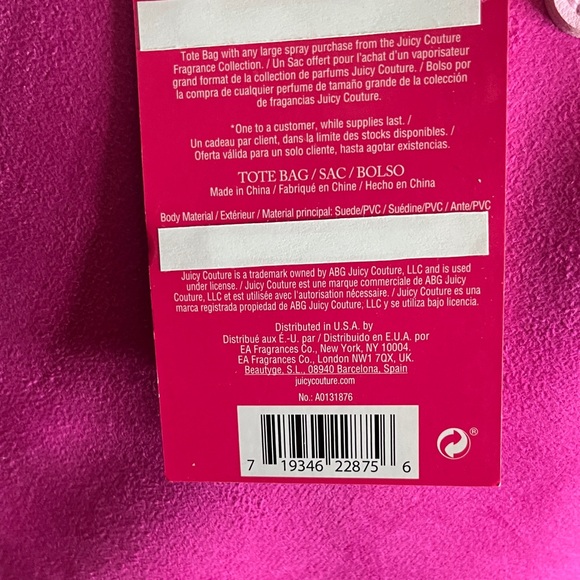 Tote Bag with any large spray purchase from the Juicy Couture
Fragrance Collection. / Un Sac offert pour l'achat d'un vaporisateur
grand format de la collection de parfums Juicy Couture. / Bolso por
la compra de cualquier perfume de tamaño grande de la colección
de fragancias Juicy Couture.
*One to a customer, while supplies last. /
Un cadeau par client, dans la limite des stocks disponibles. /
Oferta válida para un solo cliente, hasta agotar existencias.
TOTE BAG / SAC / BOLSO
Made in China / Fabriqué en Chine / Hecho en China
Body Material / Extérieur / Material principal: Suede/PVC / Suédine/PVC / Ante/PVC
Juicy Couture is a trademark owned by ABG Juicy Couture, LLC and is used
under license. / Juicy Couture est une marque commerciale de ABG Juicy
Couture, LLC et est utilisée avec l'autorisation nécessaire. / Juicy Couture es una
marca registrada propiedad de ABG Juicy Couture, LLC y se utiliza bajo licencia.
Distributed in U.S.A. by
Distribué aux É.-U. par / Distribuido en E.U.A. por
EA Fragrances Co., New York, NY 10004.
EA Fragrances Co., London NW1 7QX, UK.
Beautyge, S.L., 08940 Barcelona, Spain
juicycouture.com
No.: A0131876
7 19346 22875 6
®